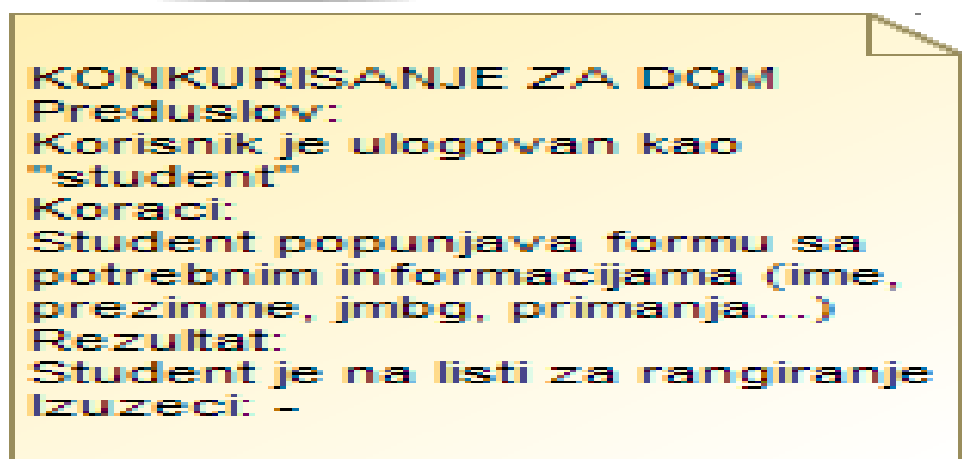 KONKURISANJE ZA DOM
Preduslov:
Korisnik je ulogovan kao
"student"
Koraci:
Student popunjava formu sa
potrebnim informacijama (ime,
prezinme, jmbg, primanja...)
Rezultat:
Student je na listi za rangiranje
Izuzeci: -